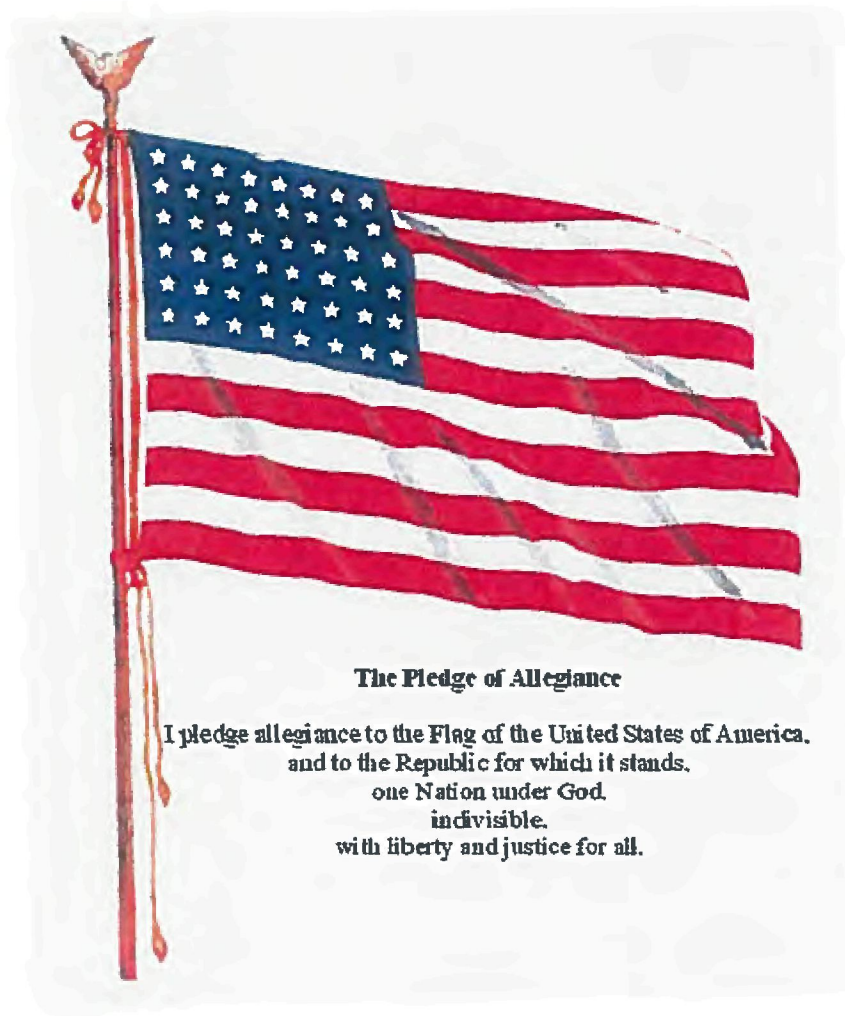 The Pledge of Allegiance
I pledge allegiance to the Flag of the United States of America,
and to the Republic for which it stands,
one Nation under God,
indivisible,
with liberty and justice for all.